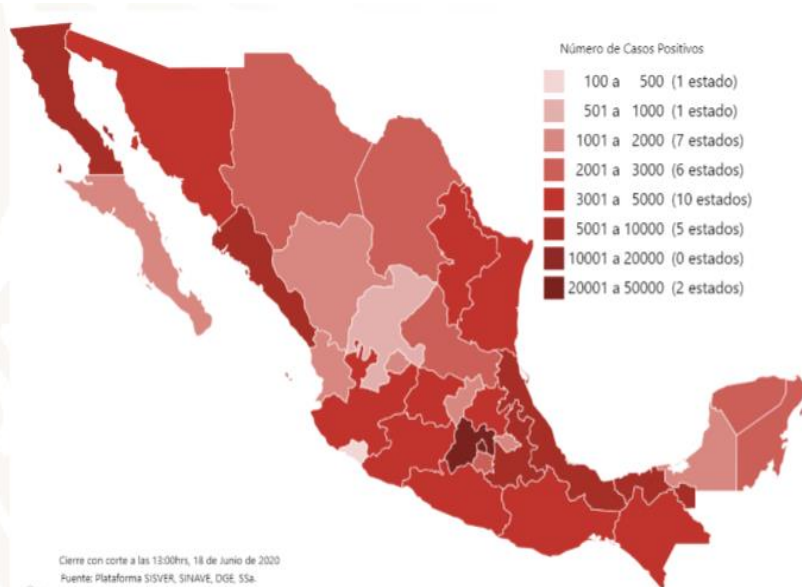 Número de Casos Positivos
100 a 500 (1 estado)
501 a 1000 (1 estado)
1001 a 2000 (7 estados)
2001 a 3000 (6 estados)
3001 a 5000 (10 estados)
5001 a 10000 (5 estados)
10001 a 20000 (0 estados)
20001 a 50000 (2 estados)
Cierre con corte a las 13:00hrs, 18 de Junio de 2020
Fuente: Plataforma SISVER, SINAVE, DGE, SSa.